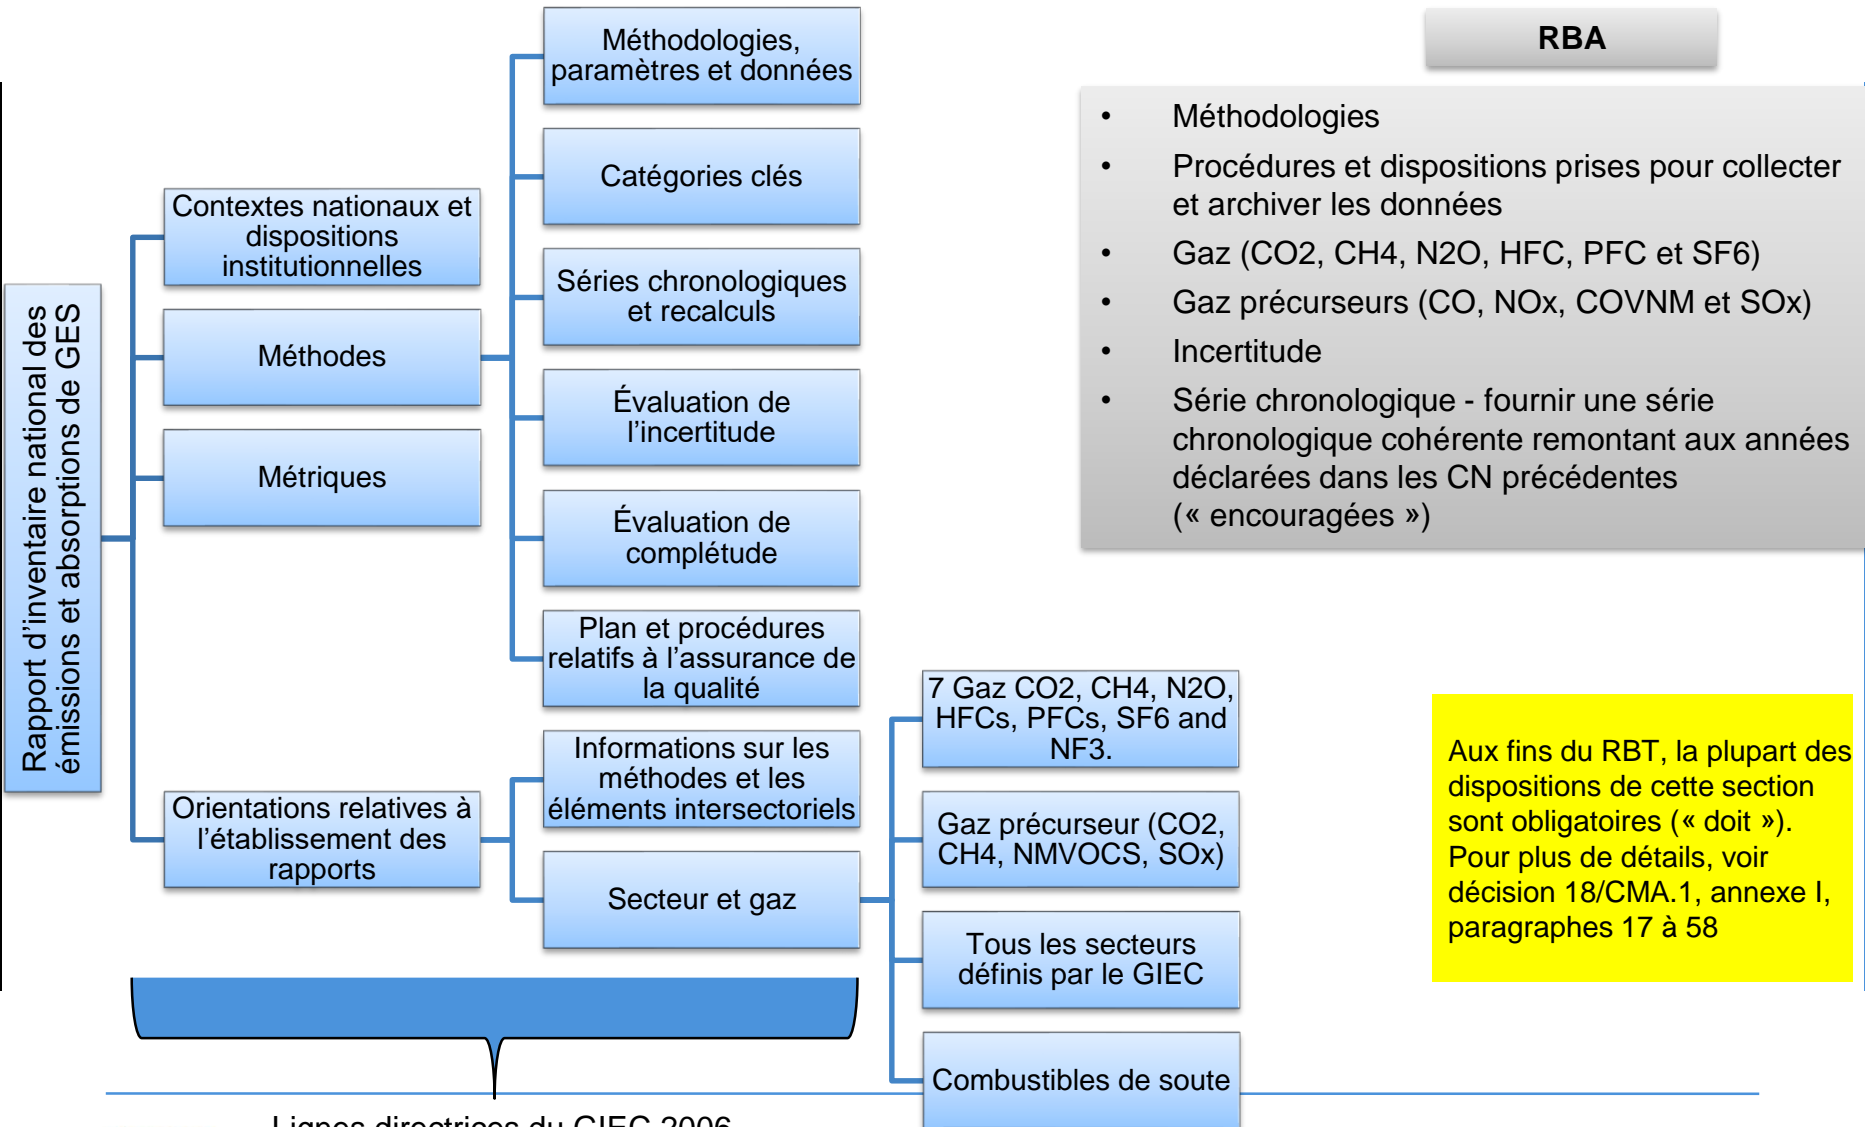 Rapport d’inventaire national des
émissions et absorptions de GES
Contextes nationaux et
dispositions
institutionnelles
Méthodes
Métriques
Orientations relatives à
l’établissement des
rapports
Méthodologies,
paramètres et données
Catégories clés
Séries chronologiques
et recalculs
Évaluation de
l’incertitude
Évaluation de
complétude
Plan et procédures
relatifs à l’assurance de
la qualité
Informations sur les
méthodes et les
éléments intersectoriels
Secteur et gaz
7 Gaz CO2, CH4, N2O,
HFCs, PFCs, SF6 and
NF3.
Gaz précurseur (CO2,
CH4, NMVOCS, SOx)
Tous les secteurs
définis par le GIEC
Combustibles de soute
Lignes directrices du GIEC 2006
RBA
• Méthodologies
• Procédures et dispositions prises pour collecter
et archiver les données
• Gaz (CO2, CH4, N2O, HFC, PFC et SF6)
• Gaz précurseurs (CO, NOx, COVNM et SOx)
• Incertitude
• Série chronologique - fournir une série
chronologique cohérente remontant aux années
déclarées dans les CN précédentes
(« encouragées »)
Aux fins du RBT, la plupart des
dispositions de cette section
sont obligatoires (« doit »).
Pour plus de détails, voir
décision 18/CMA.1, annexe I,
paragraphes 17 à 58